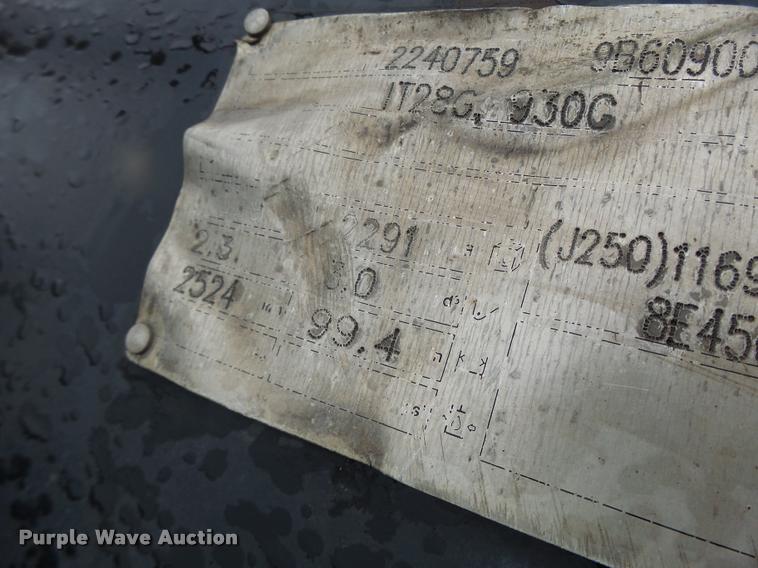 2240759 9B60900
IT28G, 930G
2291
2.3 3.0 (J250)1169
2524 99.4 8E45
Purple Wave Auction